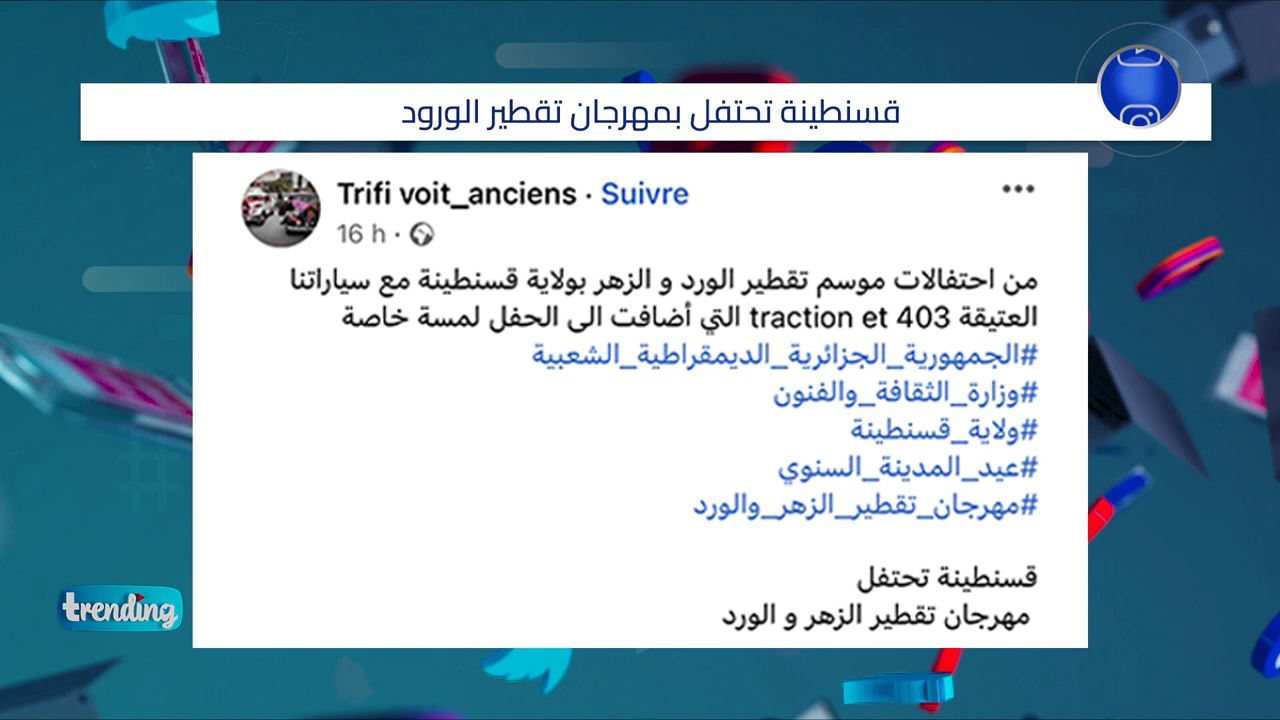 قسنطينة تحتفل بمهرجان تقطير الورود
Trifi voit_anciens · Suivre
16 h ·
من احتفالات موسم تقطير الورد و الزهر بولاية قسنطينة مع سياراتنا
العتيقة traction et 403 التي أضافت الى الحفل لمسة خاصة
#الجمهورية_الجزائرية_الديمقراطية_الشعبية
#وزارة_الثقافة_والفنون
#ولاية_قسنطينة
#عيد_المدينة_السنوي
#مهرجان_تقطير_الزهر_والورد
قسنطينة تحتفل
مهرجان تقطير الزهر و الورد
trending